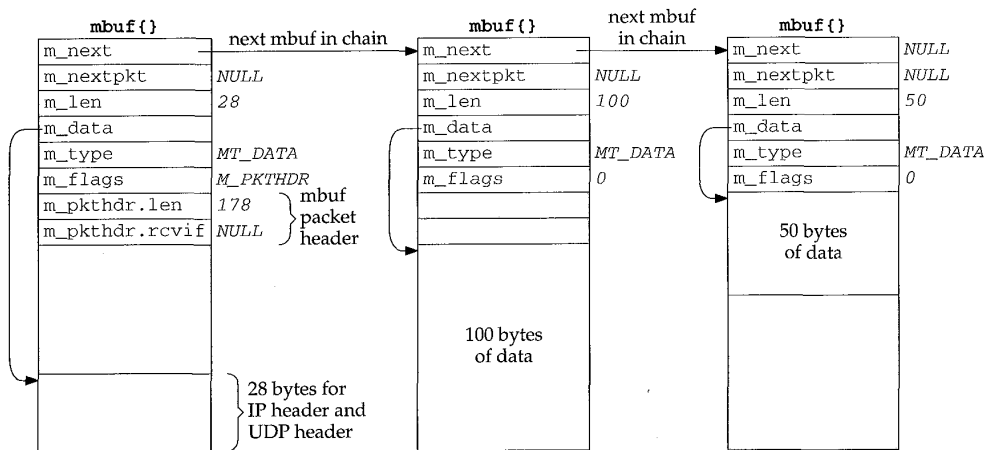 mbuf{}
m_next
m_nextpkt NULL
m_len 28
m_data
m_type MT_DATA
m_flags M_PKTHDR
m_pkthdr.len 178
m_pkthdr.rcvif NULL
mbuf
packet
header
28 bytes for
IP header and
UDP header
next mbuf in chain
mbuf{}
m_next
m_nextpkt NULL
m_len 100
m_data
m_type MT_DATA
m_flags 0
100 bytes
of data
next mbuf
in chain
mbuf{}
m_next NULL
m_nextpkt NULL
m_len 50
m_data
m_type MT_DATA
m_flags 0
50 bytes
of data